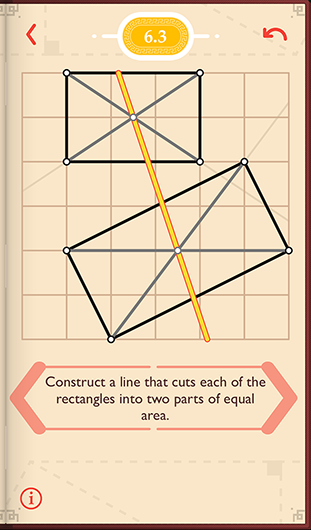 6.3
Construct a line that cuts each of the
rectangles into two parts of equal
area.
i